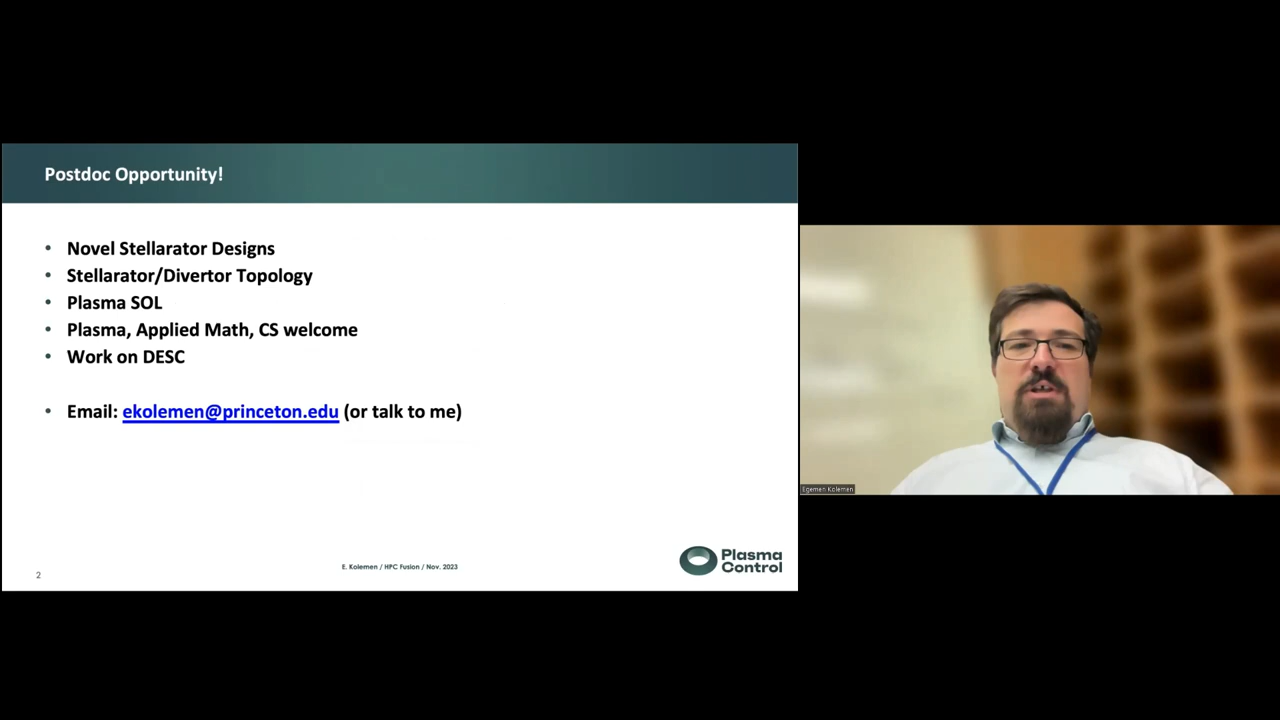 Postdoc Opportunity!
• Novel Stellarator Designs
• Stellarator/Divertor Topology
• Plasma SOL
• Plasma, Applied Math, CS welcome
• Work on DESC
• Email: ekolemen@princeton.edu (or talk to me)
Egemen Kolemen
Plasma
Control
E. Kolemen / HPC Fusion / Nov. 2023
2